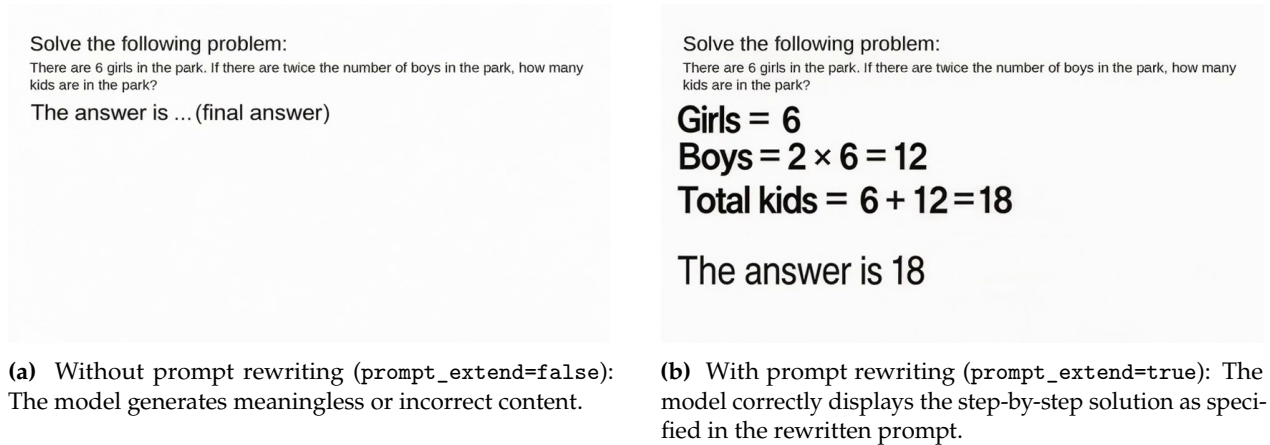 Solve the following problem:
There are 6 girls in the park. If there are twice the number of boys in the park, how many
kids are in the park?
The answer is ... (final answer)
(a) Without prompt rewriting (prompt_extend=false):
The model generates meaningless or incorrect content.
Solve the following problem:
There are 6 girls in the park. If there are twice the number of boys in the park, how many
kids are in the park?
Girls = 6
Boys = 2 × 6 = 12
Total kids = 6 + 12 = 18
The answer is 18
(b) With prompt rewriting (prompt_extend=true): The
model correctly displays the step-by-step solution as speci-
fied in the rewritten prompt.